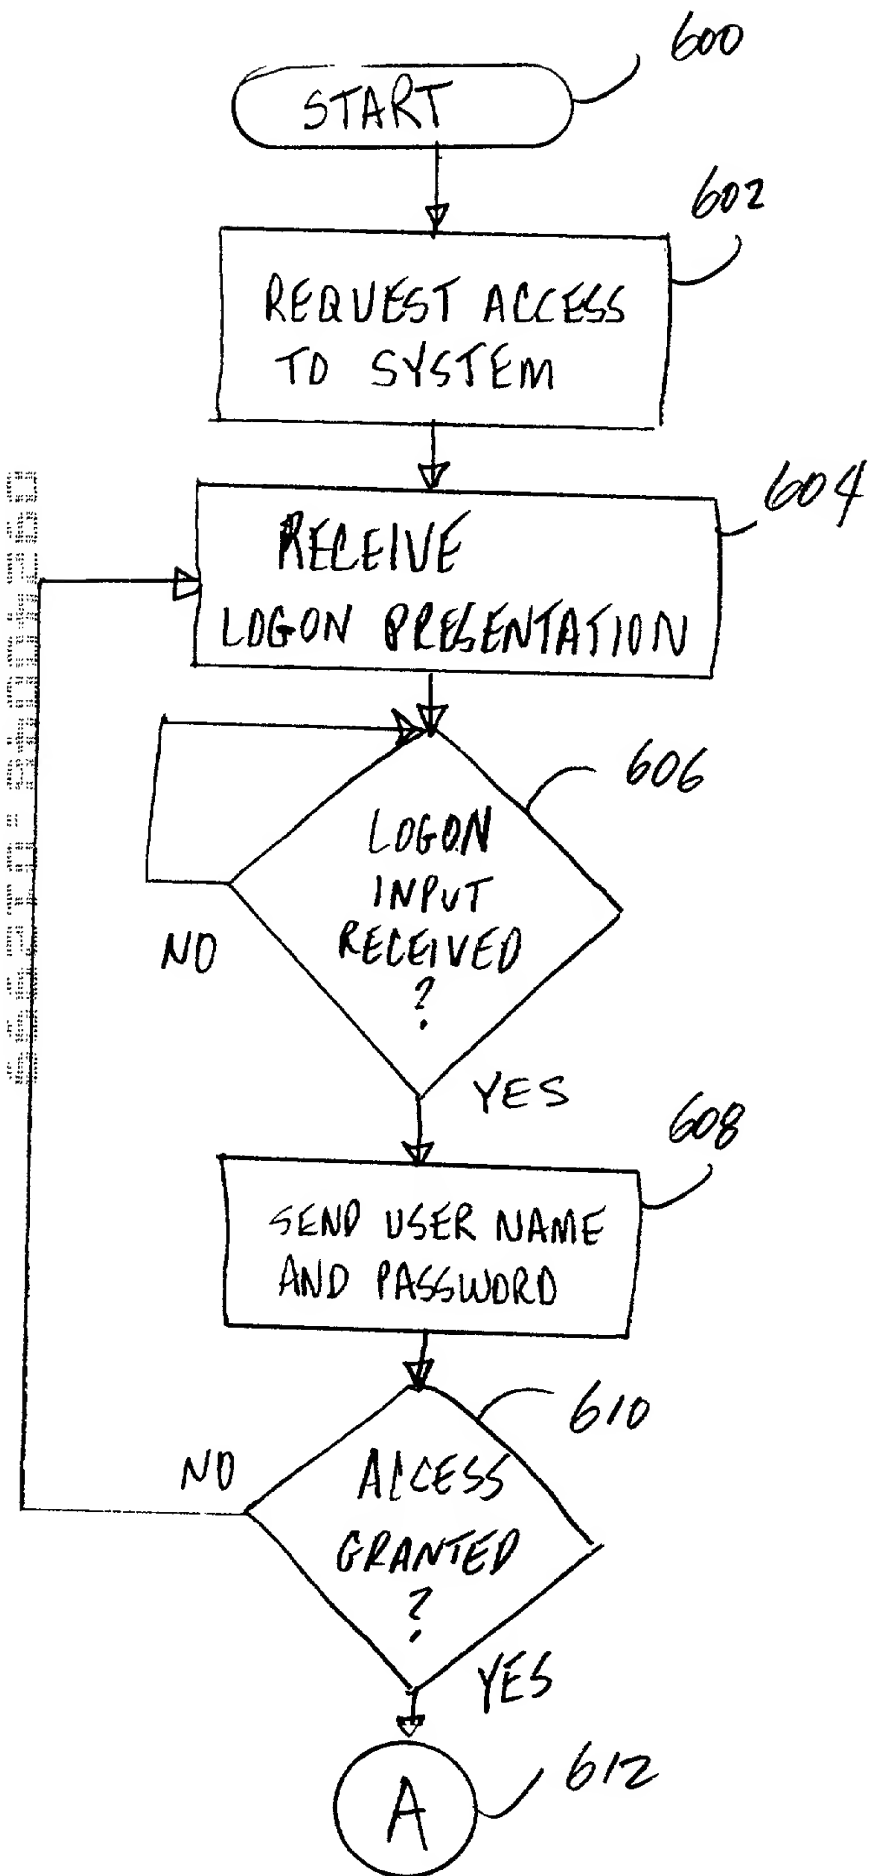 600
START
602
REQUEST ACCESS
TO SYSTEM
604
RECEIVE
LOGON PRESENTATION
606
LOGON
INPUT
RECEIVED
?
NO
YES
608
SEND USER NAME
AND PASSWORD
610
NO
ACCESS
GRANTED
?
YES
A
612